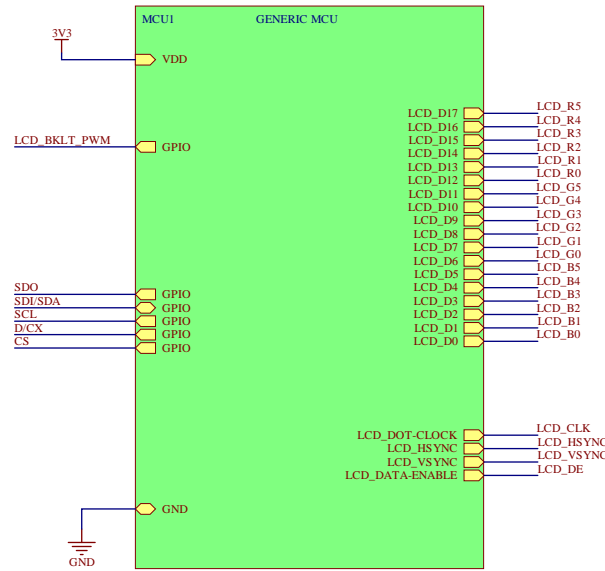 MCU1 GENERIC MCU
3V3
VDD
LCD_BKLT_PWM GPIO
LCD_D17 LCD_R5
LCD_D16 LCD_R4
LCD_D15 LCD_R3
LCD_D14 LCD_R2
LCD_D13 LCD_R1
LCD_D12 LCD_R0
LCD_D11 LCD_G5
LCD_D10 LCD_G4
LCD_D9 LCD_G3
LCD_D8 LCD_G2
LCD_D7 LCD_G1
LCD_D6 LCD_G0
LCD_D5 LCD_B5
LCD_D4 LCD_B4
LCD_D3 LCD_B3
LCD_D2 LCD_B2
LCD_D1 LCD_B1
LCD_D0 LCD_B0
SDO GPIO
SDI/SDA GPIO
SCL GPIO
D/CX GPIO
CS GPIO
LCD_DOT-CLOCK LCD_CLK
LCD_HSYNC LCD_HSYNC
LCD_VSYNC LCD_VSYNC
LCD_DATA-ENABLE LCD_DE
GND
GND